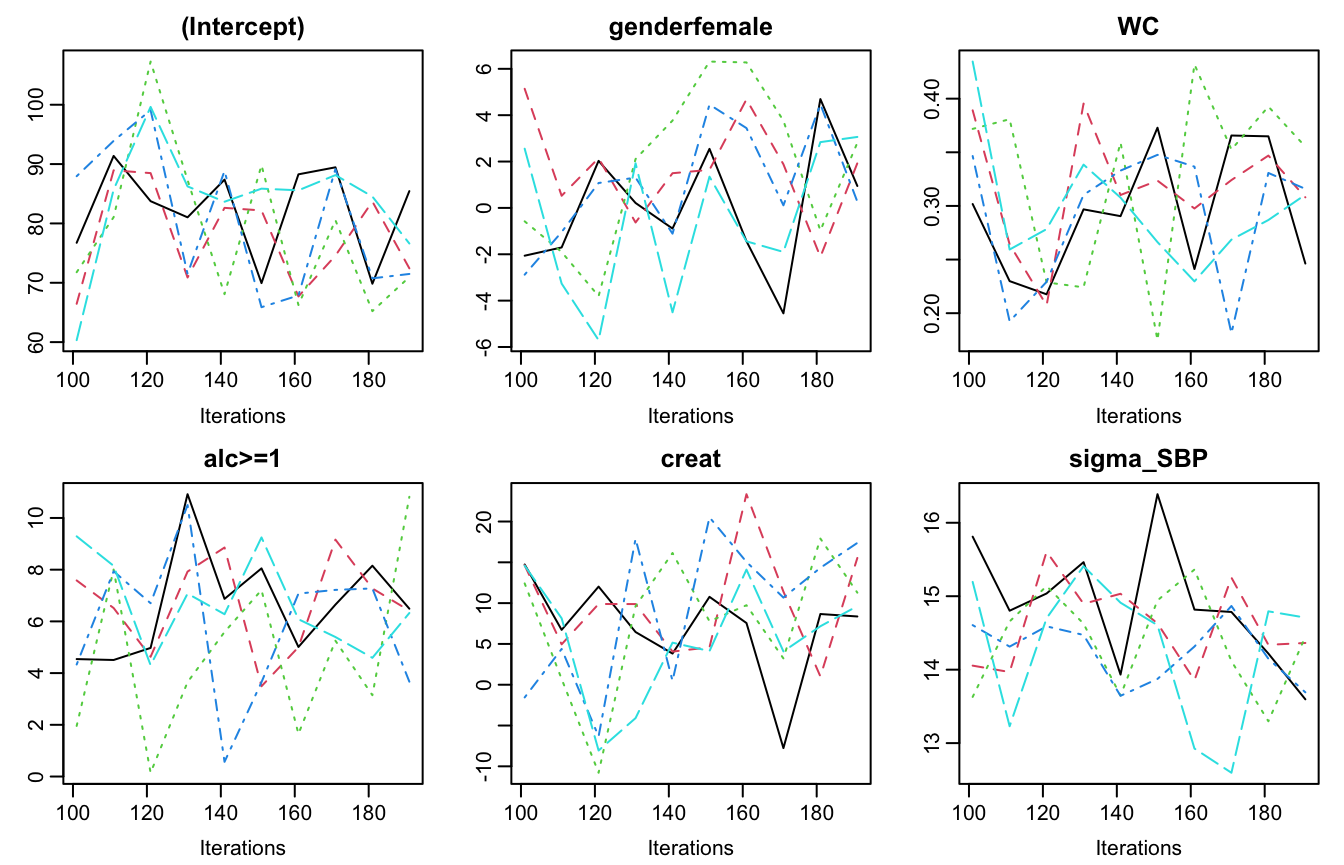 (Intercept)
genderfemale
WC
60 70 80 90 100
-6 -4 -2 0 2 4 6
0.20 0.30 0.40
100 120 140 160 180
100 120 140 160 180
100 120 140 160 180
Iterations
Iterations
Iterations
alc>=1
creat
sigma_SBP
0 2 4 6 8 10
-10 0 5 10 20
13 14 15 16
100 120 140 160 180
100 120 140 160 180
100 120 140 160 180
Iterations
Iterations
Iterations